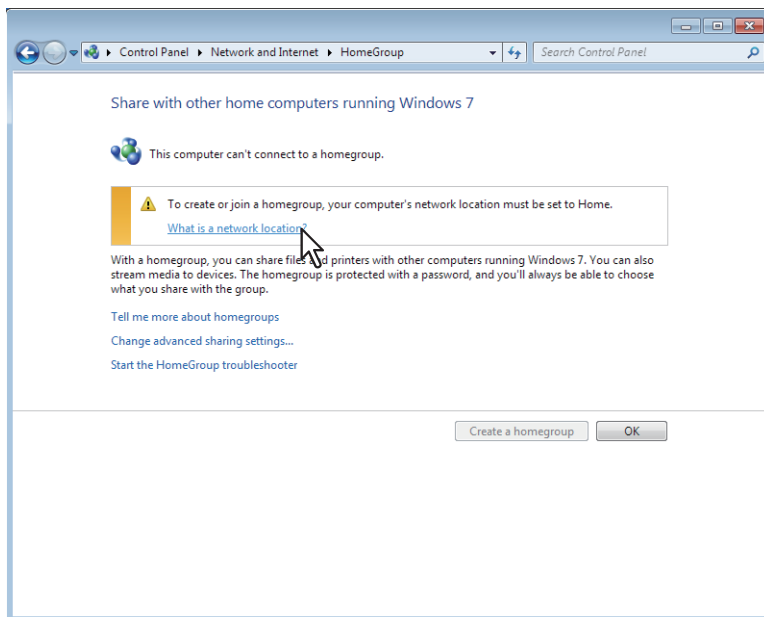 Control Panel Network and Internet HomeGroup
Search Control Panel
Share with other home computers running Windows 7
This computer can't connect to a homegroup.
To create or join a homegroup, your computer's network location must be set to Home.
What is a network location?
With a homegroup, you can share files and printers with other computers running Windows 7. You can also
stream media to devices. The homegroup is protected with a password, and you'll always be able to choose
what you share with the group.
Tell me more about homegroups
Change advanced sharing settings...
Start the HomeGroup troubleshooter
Create a homegroup
OK